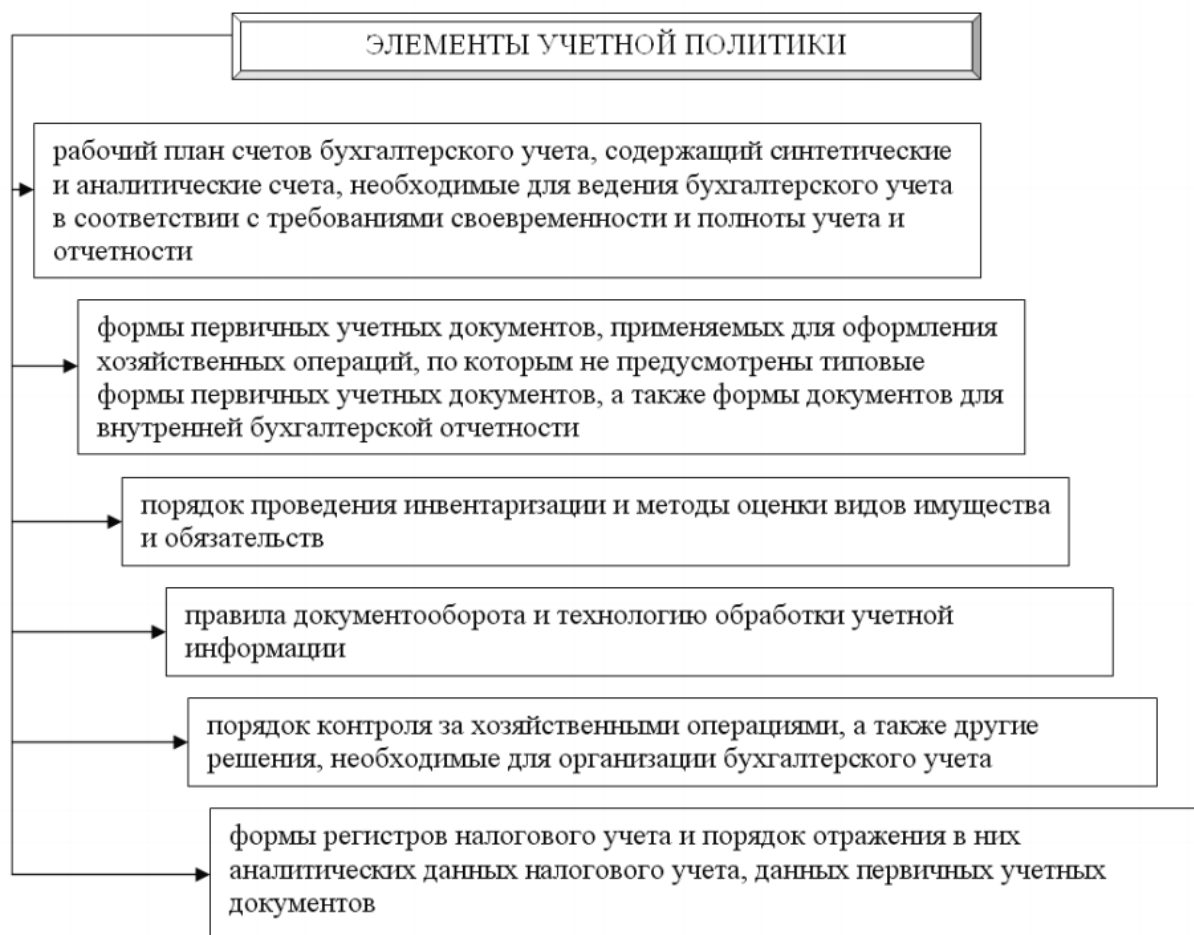 ЭЛЕМЕНТЫ УЧЕТНОЙ ПОЛИТИКИ
рабочий план счетов бухгалтерского учета, содержащий синтетические
и аналитические счета, необходимые для ведения бухгалтерского учета
в соответствии с требованиями своевременности и полноты учета и
отчетности
формы первичных учетных документов, применяемых для оформления
хозяйственных операций, по которым не предусмотрены типовые
формы первичных учетных документов, а также формы документов для
внутренней бухгалтерской отчетности
порядок проведения инвентаризации и методы оценки видов имущества
и обязательств
правила документооборота и технологию обработки учетной
информации
порядок контроля за хозяйственными операциями, а также другие
решения, необходимые для организации бухгалтерского учета
формы регистров налогового учета и порядок отражения в них
аналитических данных налогового учета, данных первичных учетных
документов